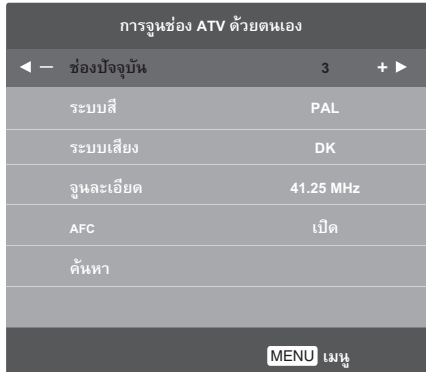 การจูนช่อง ATV ด้วยตนเอง
◄ — ช่องปัจจุบัน 3 + ►
ระบบสี PAL
ระบบเสียง DK
จูนละเอียด 41.25 MHz
AFC เปิด
ค้นหา
MENU เมนู